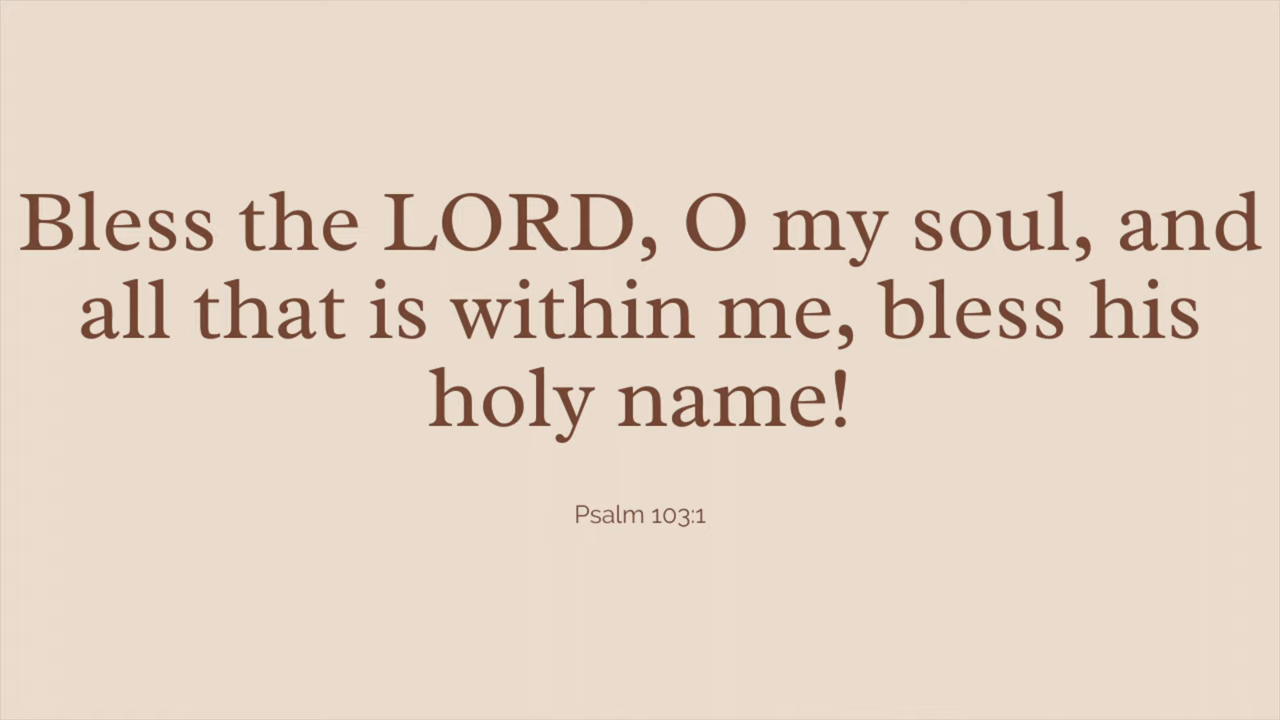 Bless the LORD, O my soul, and
all that is within me, bless his
holy name!
Psalm 103:1